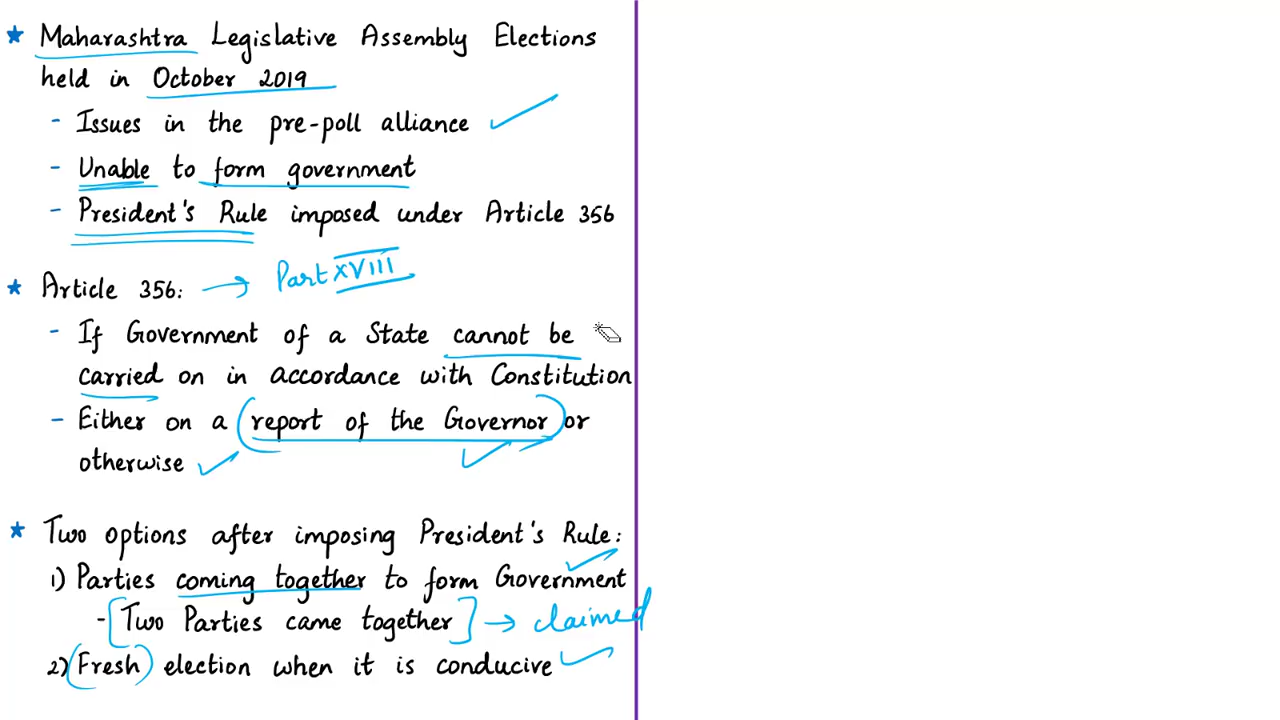 ★ Maharashtra Legislative Assembly Elections
held in October 2019
- Issues in the pre-poll alliance ✓
- Unable to form government
- President's Rule imposed under Article 356
★ Article 356: → Part XVIII
- If Government of a State cannot be
carried on in accordance with Constitution
- Either on a (report of the Governor) or
otherwise ✓
★ Two options after imposing President's Rule:
1) Parties coming together to form Government
- [Two Parties came together] → claimed
2) (Fresh) election when it is conducive ✓